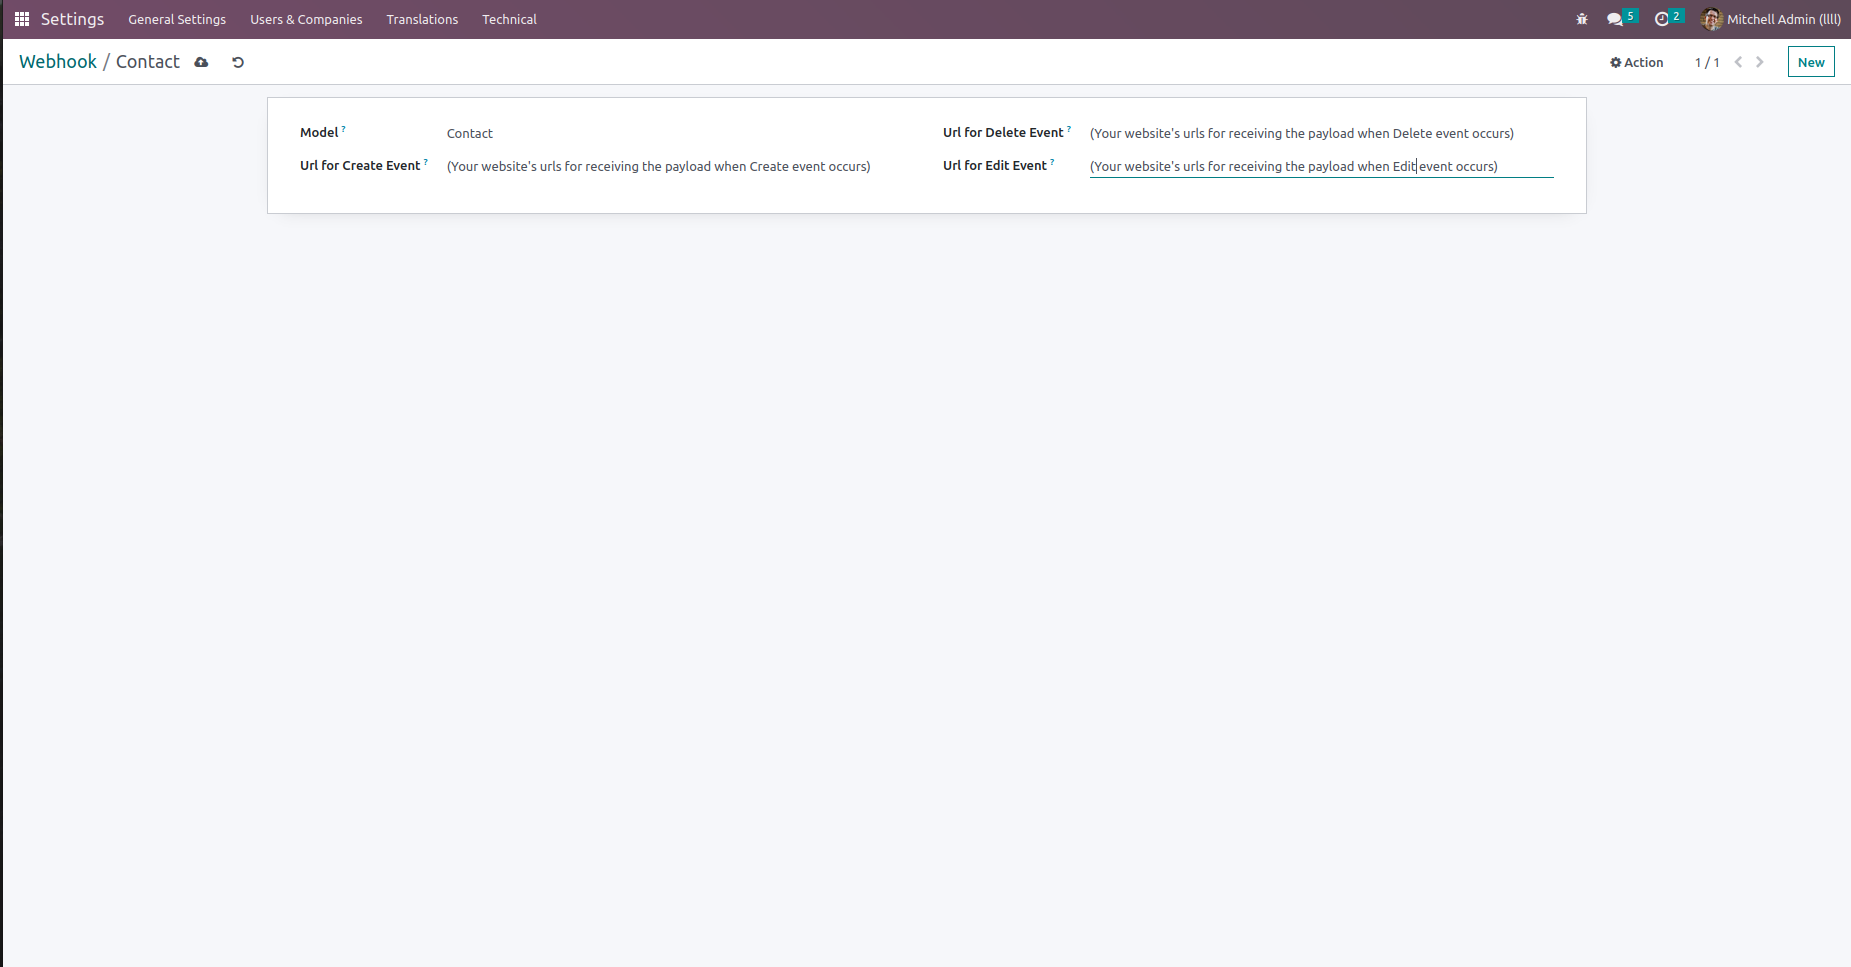 Settings General Settings Users & Companies Translations Technical 5 2 Mitchell Admin (llll)
Webhook / Contact Action 1 / 1 New
Model ? Contact
Url for Create Event ? (Your website's urls for receiving the payload when Create event occurs)
Url for Delete Event ? (Your website's urls for receiving the payload when Delete event occurs)
Url for Edit Event ? (Your website's urls for receiving the payload when Edit event occurs)